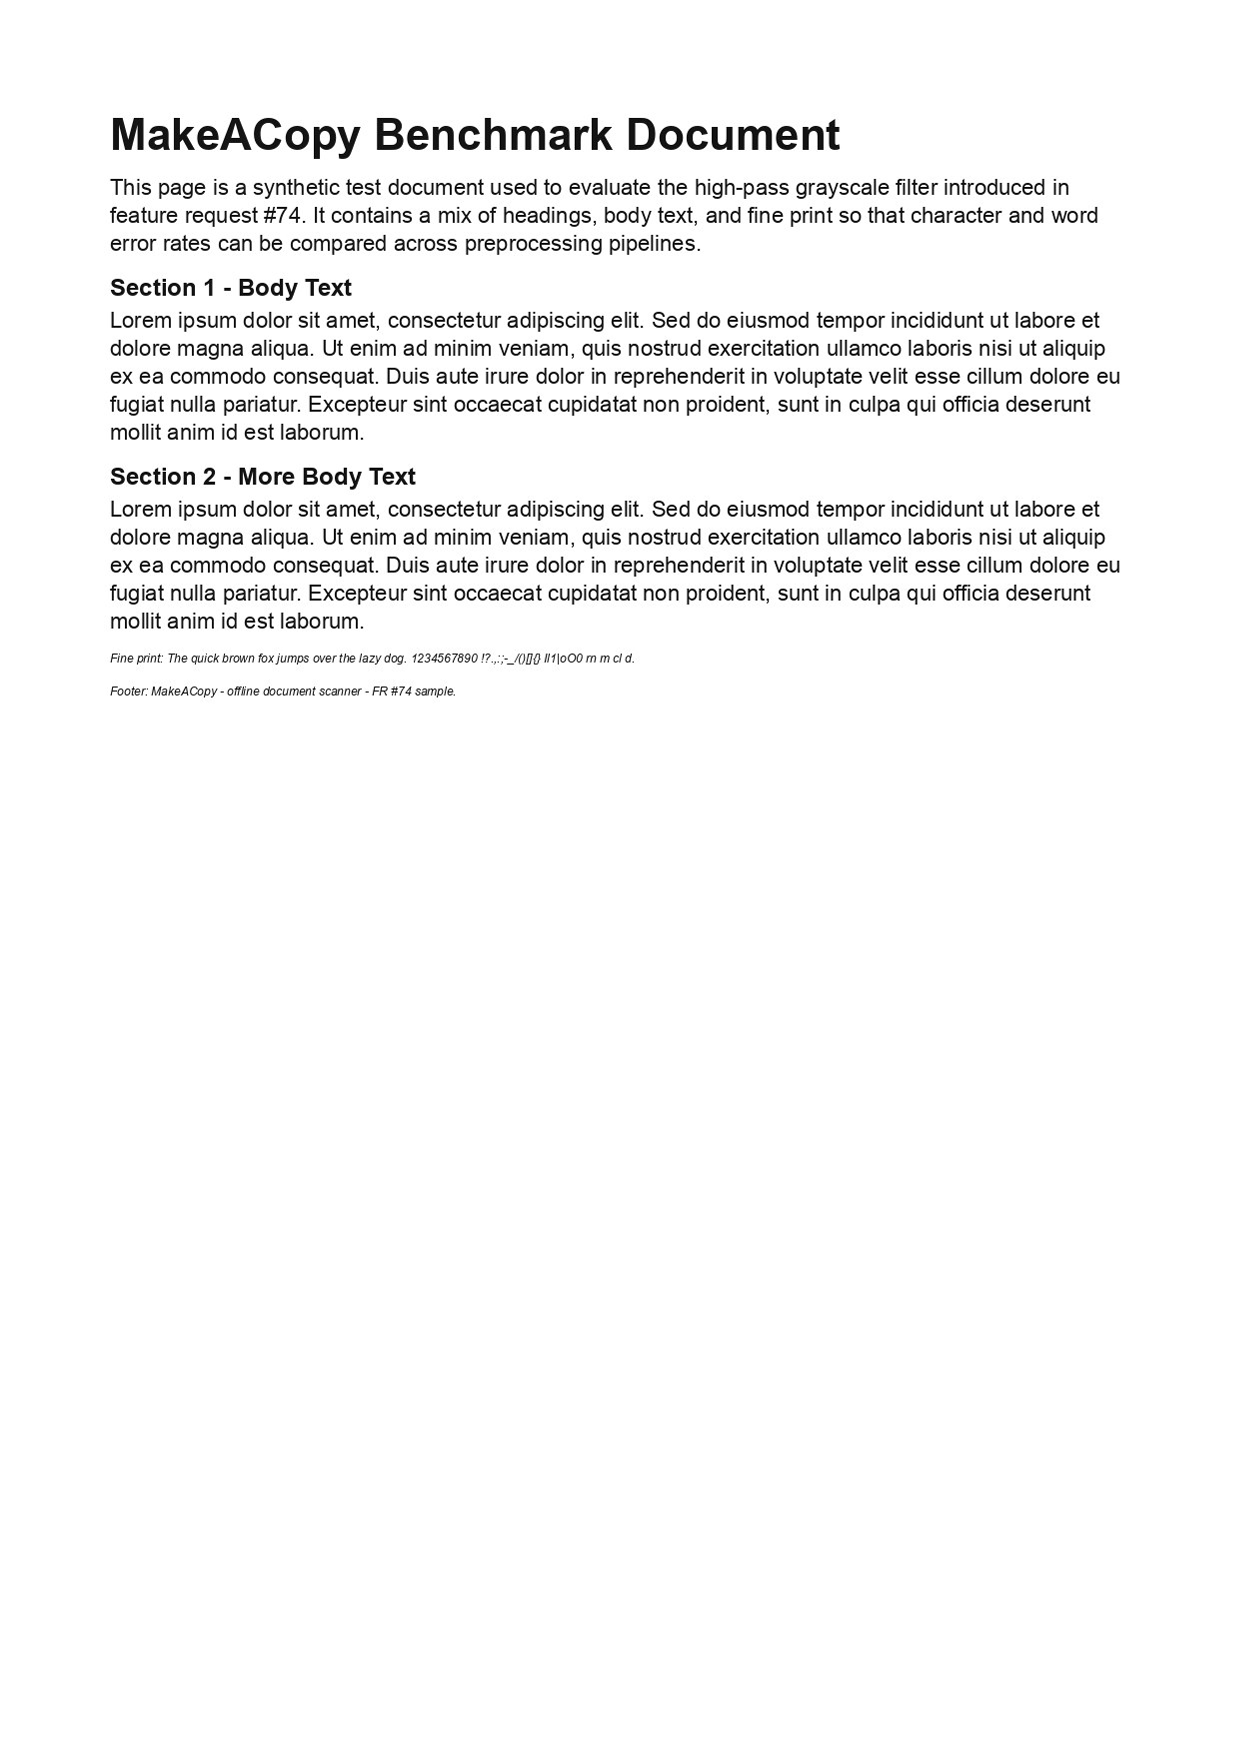 MakeACopy Benchmark Document
This page is a synthetic test document used to evaluate the high-pass grayscale filter introduced in
feature request #74. It contains a mix of headings, body text, and fine print so that character and word
error rates can be compared across preprocessing pipelines.
Section 1 - Body Text
Lorem ipsum dolor sit amet, consectetur adipiscing elit. Sed do eiusmod tempor incididunt ut labore et
dolore magna aliqua. Ut enim ad minim veniam, quis nostrud exercitation ullamco laboris nisi ut aliquip
ex ea commodo consequat. Duis aute irure dolor in reprehenderit in voluptate velit esse cillum dolore eu
fugiat nulla pariatur. Excepteur sint occaecat cupidatat non proident, sunt in culpa qui officia deserunt
mollit anim id est laborum.
Section 2 - More Body Text
Lorem ipsum dolor sit amet, consectetur adipiscing elit. Sed do eiusmod tempor incididunt ut labore et
dolore magna aliqua. Ut enim ad minim veniam, quis nostrud exercitation ullamco laboris nisi ut aliquip
ex ea commodo consequat. Duis aute irure dolor in reprehenderit in voluptate velit esse cillum dolore eu
fugiat nulla pariatur. Excepteur sint occaecat cupidatat non proident, sunt in culpa qui officia deserunt
mollit anim id est laborum.
Fine print: The quick brown fox jumps over the lazy dog. 1234567890 !?.,:;-_/()[]{} Il1|oO0 rn m cl d.
Footer: MakeACopy - offline document scanner - FR #74 sample.